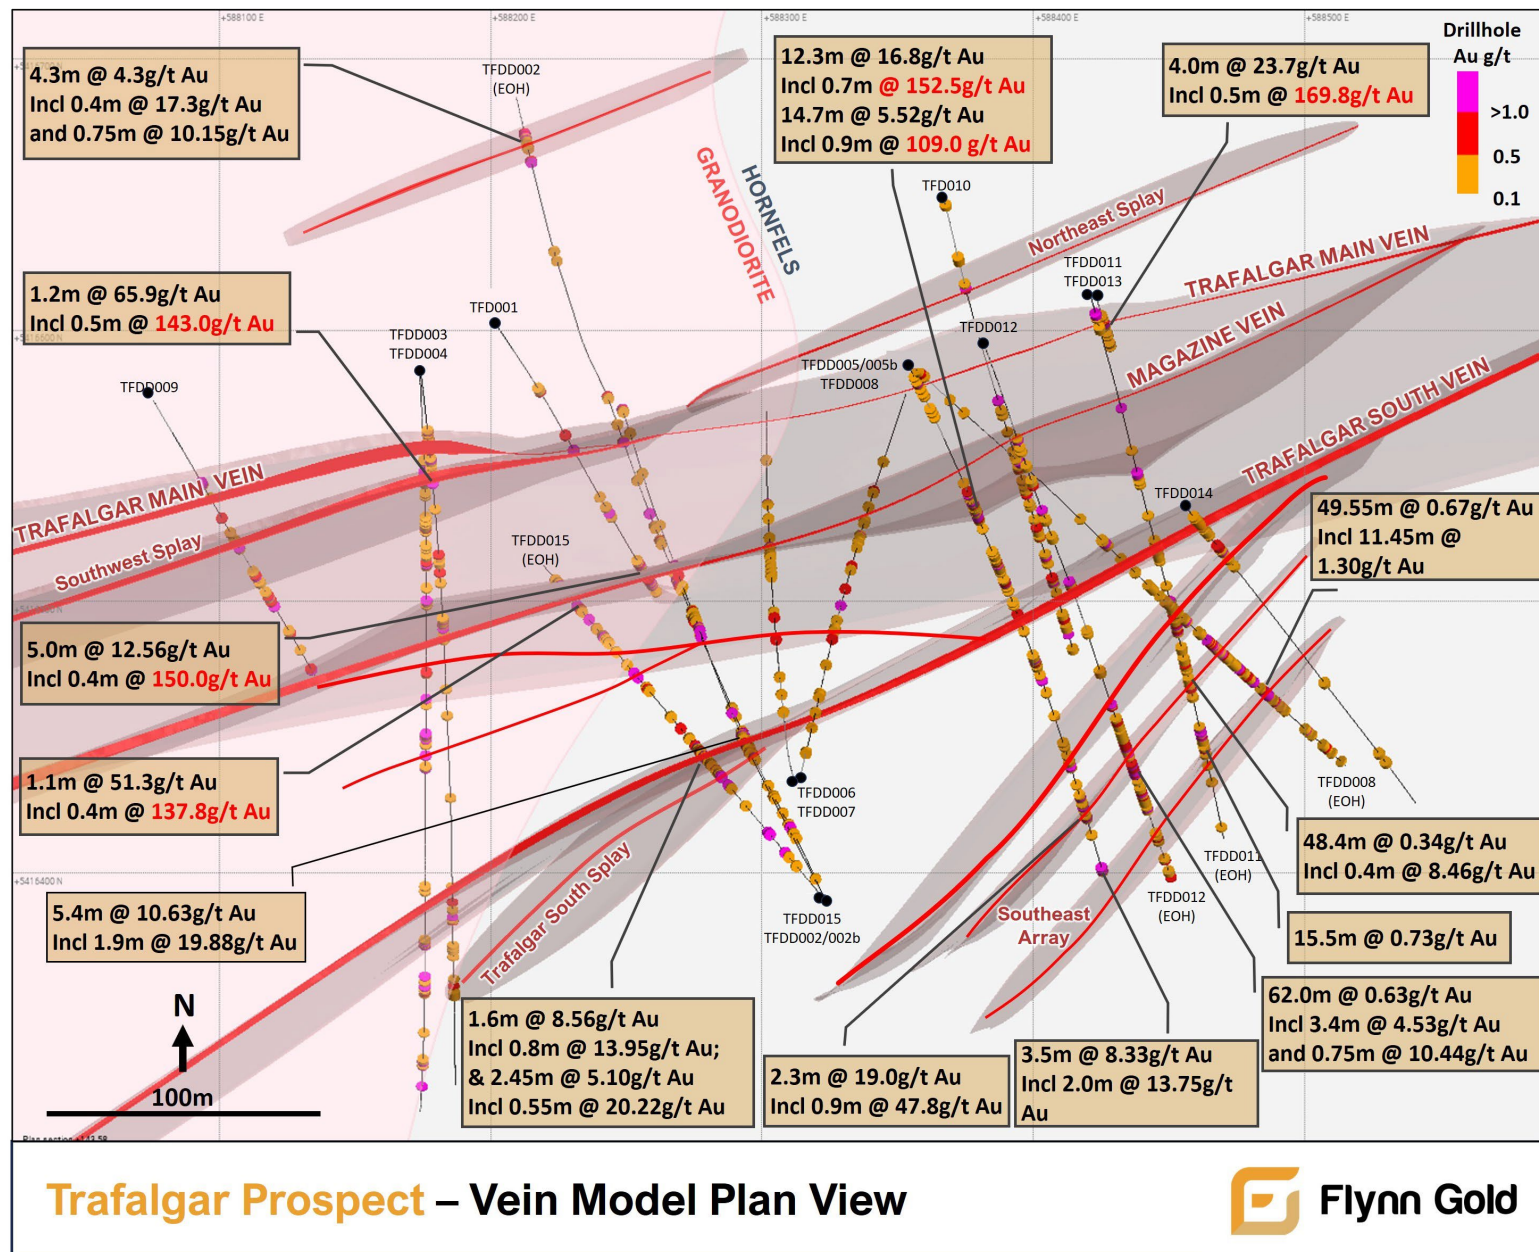 +588100 E
+588200 E
+588300 E
+588400 E
+588500 E
Drillhole
Au g/t
>1.0
0.5
0.1
4.3m @ 4.3g/t Au
Incl 0.4m @ 17.3g/t Au
and 0.75m @ 10.15g/t Au
TFDD002
(EOH)
12.3m @ 16.8g/t Au
Incl 0.7m @ 152.5g/t Au
14.7m @ 5.52g/t Au
Incl 0.9m @ 109.0 g/t Au
4.0m @ 23.7g/t Au
Incl 0.5m @ 169.8g/t Au
GRANODIORITE
HORNFELS
TFD010
Northeast Splay
TRAFALGAR MAIN VEIN
TFDD011
TFDD013
1.2m @ 65.9g/t Au
Incl 0.5m @ 143.0g/t Au
TFDD003
TFDD004
TFDD001
TFDD012
MAGAZINE VEIN
TFDD005/005b
TFDD008
TFDD009
TRAFALGAR SOUTH VEIN
TRAFALGAR MAIN VEIN
Southwest Splay
TFDD015
(EOH)
TFDD014
49.55m @ 0.67g/t Au
Incl 11.45m @
1.30g/t Au
5.0m @ 12.56g/t Au
Incl 0.4m @ 150.0g/t Au
1.1m @ 51.3g/t Au
Incl 0.4m @ 137.8g/t Au
TFDD006
TFDD007
TFDD008
(EOH)
48.4m @ 0.34g/t Au
Incl 0.4m @ 8.46g/t Au
TFDD011
(EOH)
5416400 N
5.4m @ 10.63g/t Au
Incl 1.9m @ 19.88g/t Au
Trafalgar South Splay
TFDD015
TFDD002/002b
Southeast
Array
TFDD012
(EOH)
15.5m @ 0.73g/t Au
N
100m
1.6m @ 8.56g/t Au
Incl 0.8m @ 13.95g/t Au;
& 2.45m @ 5.10g/t Au
Incl 0.55m @ 20.22g/t Au
2.3m @ 19.0g/t Au
Incl 0.9m @ 47.8g/t Au
3.5m @ 8.33g/t Au
Incl 2.0m @ 13.75g/t
Au
62.0m @ 0.63g/t Au
Incl 3.4m @ 4.53g/t Au
and 0.75m @ 10.44g/t Au
Trafalgar Prospect – Vein Model Plan View
Flynn Gold